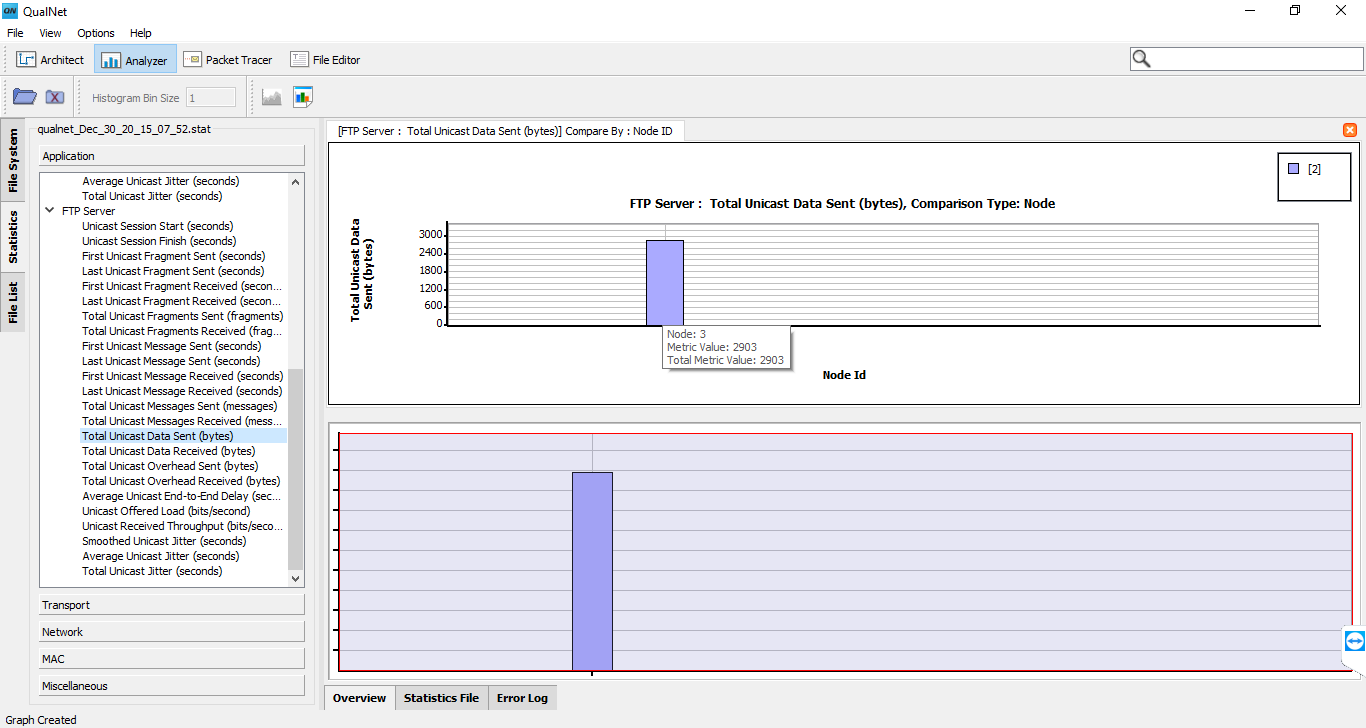 QN QualNet
File View Options Help
Architect Analyzer Packet Tracer File Editor
Histogram Bin Size 1
File System
Statistics
File List
qualnet_Dec_30_20_15_07_52.stat
Application
Average Unicast Jitter (seconds)
Total Unicast Jitter (seconds)
FTP Server
Unicast Session Start (seconds)
Unicast Session Finish (seconds)
First Unicast Fragment Sent (seconds)
Last Unicast Fragment Sent (seconds)
First Unicast Fragment Received (secon...
Last Unicast Fragment Received (secon...
Total Unicast Fragments Sent (fragments)
Total Unicast Fragments Received (frag...
First Unicast Message Sent (seconds)
Last Unicast Message Sent (seconds)
First Unicast Message Received (seconds)
Last Unicast Message Received (seconds)
Total Unicast Messages Sent (messages)
Total Unicast Messages Received (mess...
Total Unicast Data Sent (bytes)
Total Unicast Data Received (bytes)
Total Unicast Overhead Sent (bytes)
Total Unicast Overhead Received (bytes)
Average Unicast End-to-End Delay (sec...
Unicast Offered Load (bits/second)
Unicast Received Throughput (bits/seco...
Smoothed Unicast Jitter (seconds)
Average Unicast Jitter (seconds)
Total Unicast Jitter (seconds)
Transport
Network
MAC
Miscellaneous
[FTP Server : Total Unicast Data Sent (bytes)] Compare By : Node ID
[2]
FTP Server : Total Unicast Data Sent (bytes), Comparison Type: Node
Total Unicast Data
Sent (bytes)
3000
2400
1800
1200
600
0
Node: 3
Metric Value: 2903
Total Metric Value: 2903
Node Id
Overview Statistics File Error Log
Graph Created